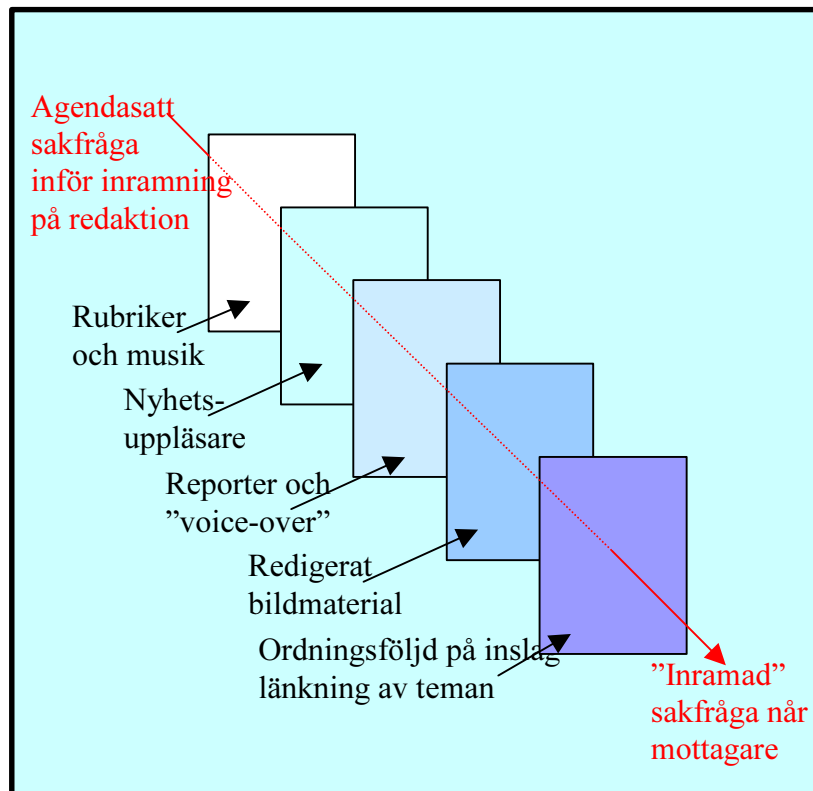 Agendasatt
sakfråga
inför inramning
på redaktion
Rubriker
och musik
Nyhets-
uppläsare
Reporter och
”voice-over”
Redigerat
bildmaterial
Ordningsföljd på inslag
länkning av teman
”Inramad”
sakfråga når
mottagare